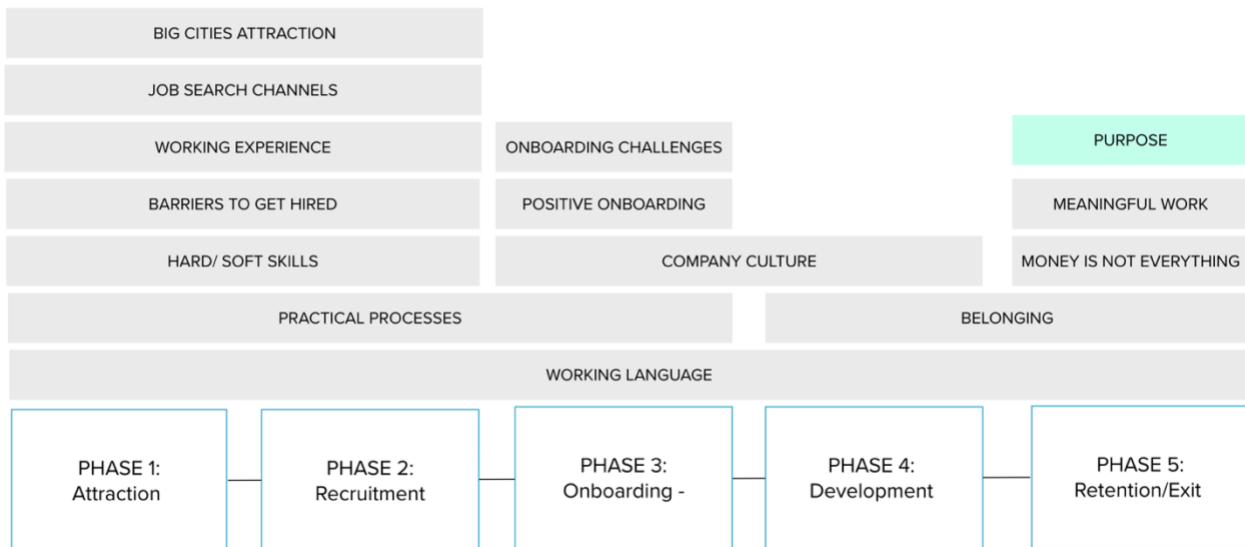 BIG CITIES ATTRACTION
JOB SEARCH CHANNELS
WORKING EXPERIENCE
ONBOARDING CHALLENGES
PURPOSE
BARRIERS TO GET HIRED
POSITIVE ONBOARDING
MEANINGFUL WORK
HARD/ SOFT SKILLS
COMPANY CULTURE
MONEY IS NOT EVERYTHING
PRACTICAL PROCESSES
BELONGING
WORKING LANGUAGE
PHASE 1:
Attraction
PHASE 2:
Recruitment
PHASE 3:
Onboarding -
PHASE 4:
Development
PHASE 5:
Retention/Exit